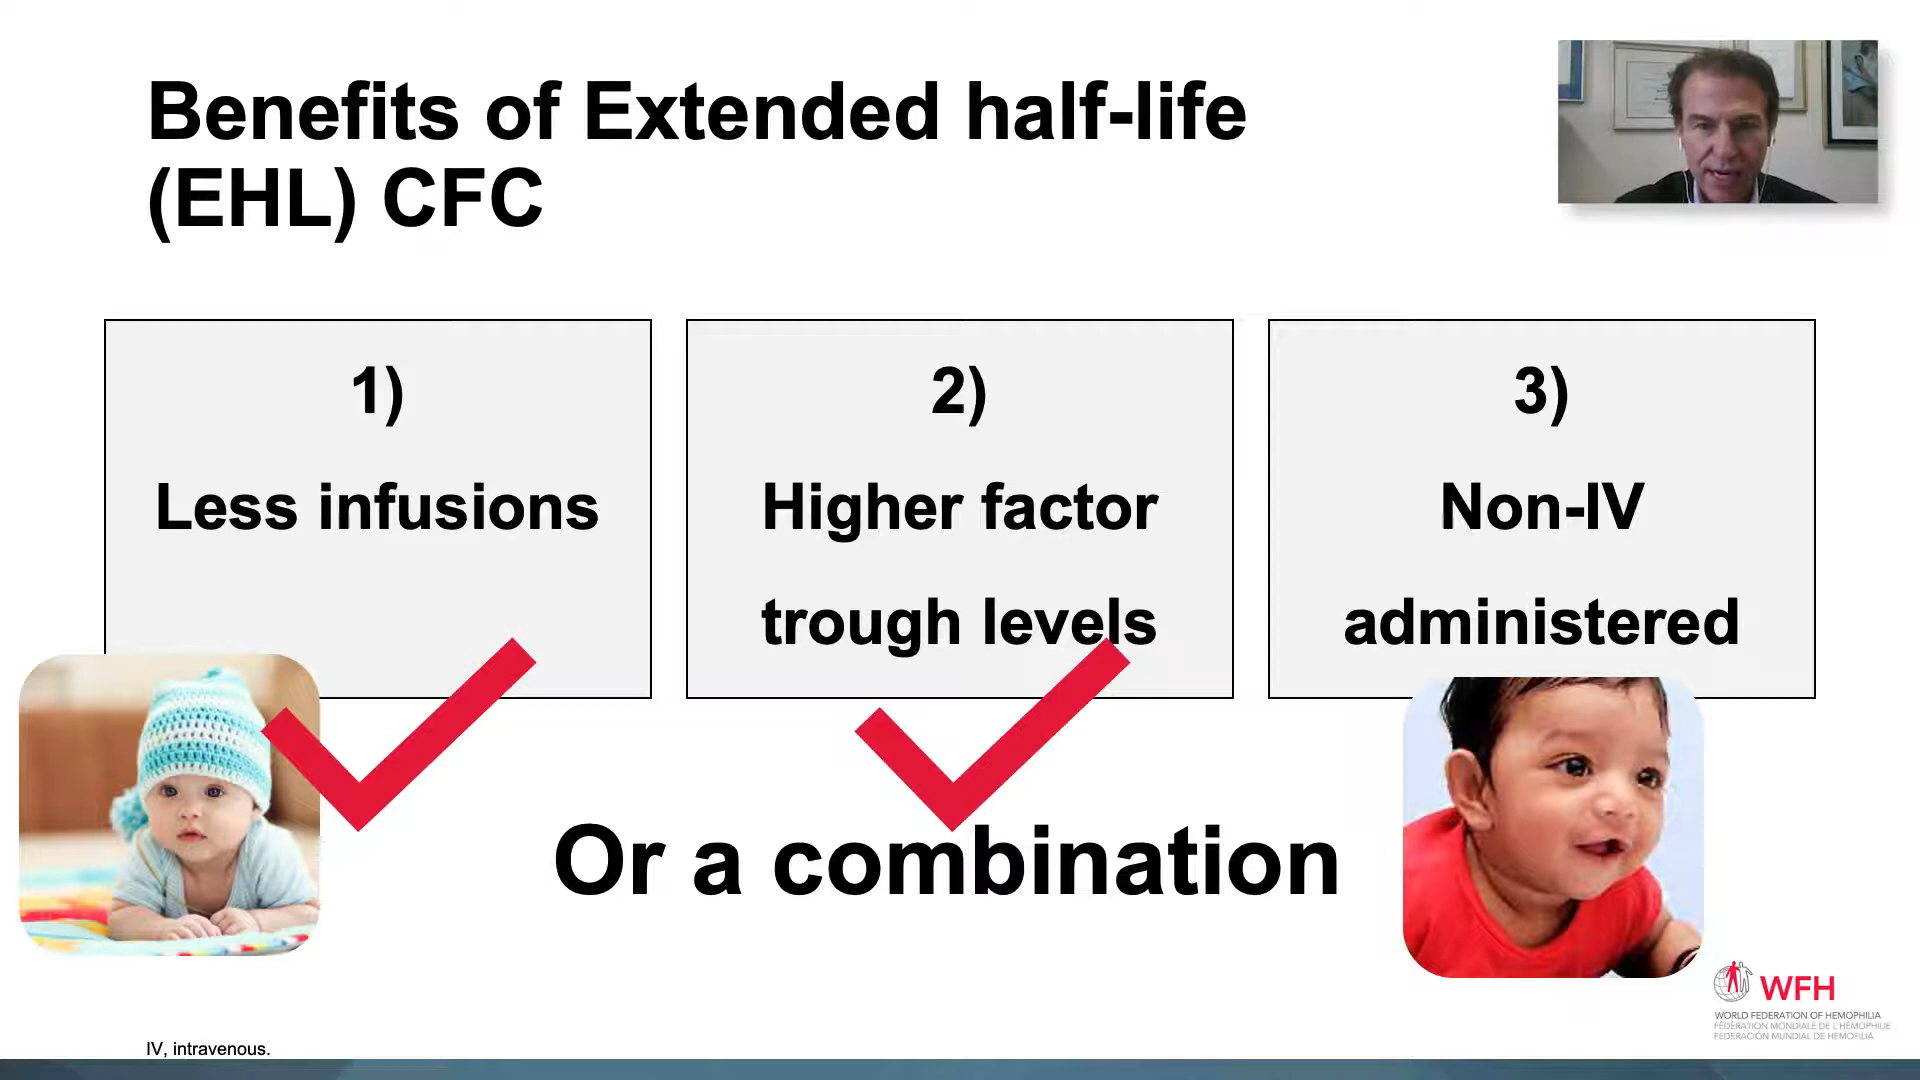 Benefits of Extended half-life
(EHL) CFC
1)
Less infusions
2)
Higher factor
trough levels
3)
Non-IV
administered
Or a combination
WFH
WORLD FEDERATION OF HEMOPHILIA
FÉDÉRATION MONDIALE DE L'HÉMOPHILIE
FEDERACIÓN MUNDIAL DE HEMOFILIA
IV, intravenous.